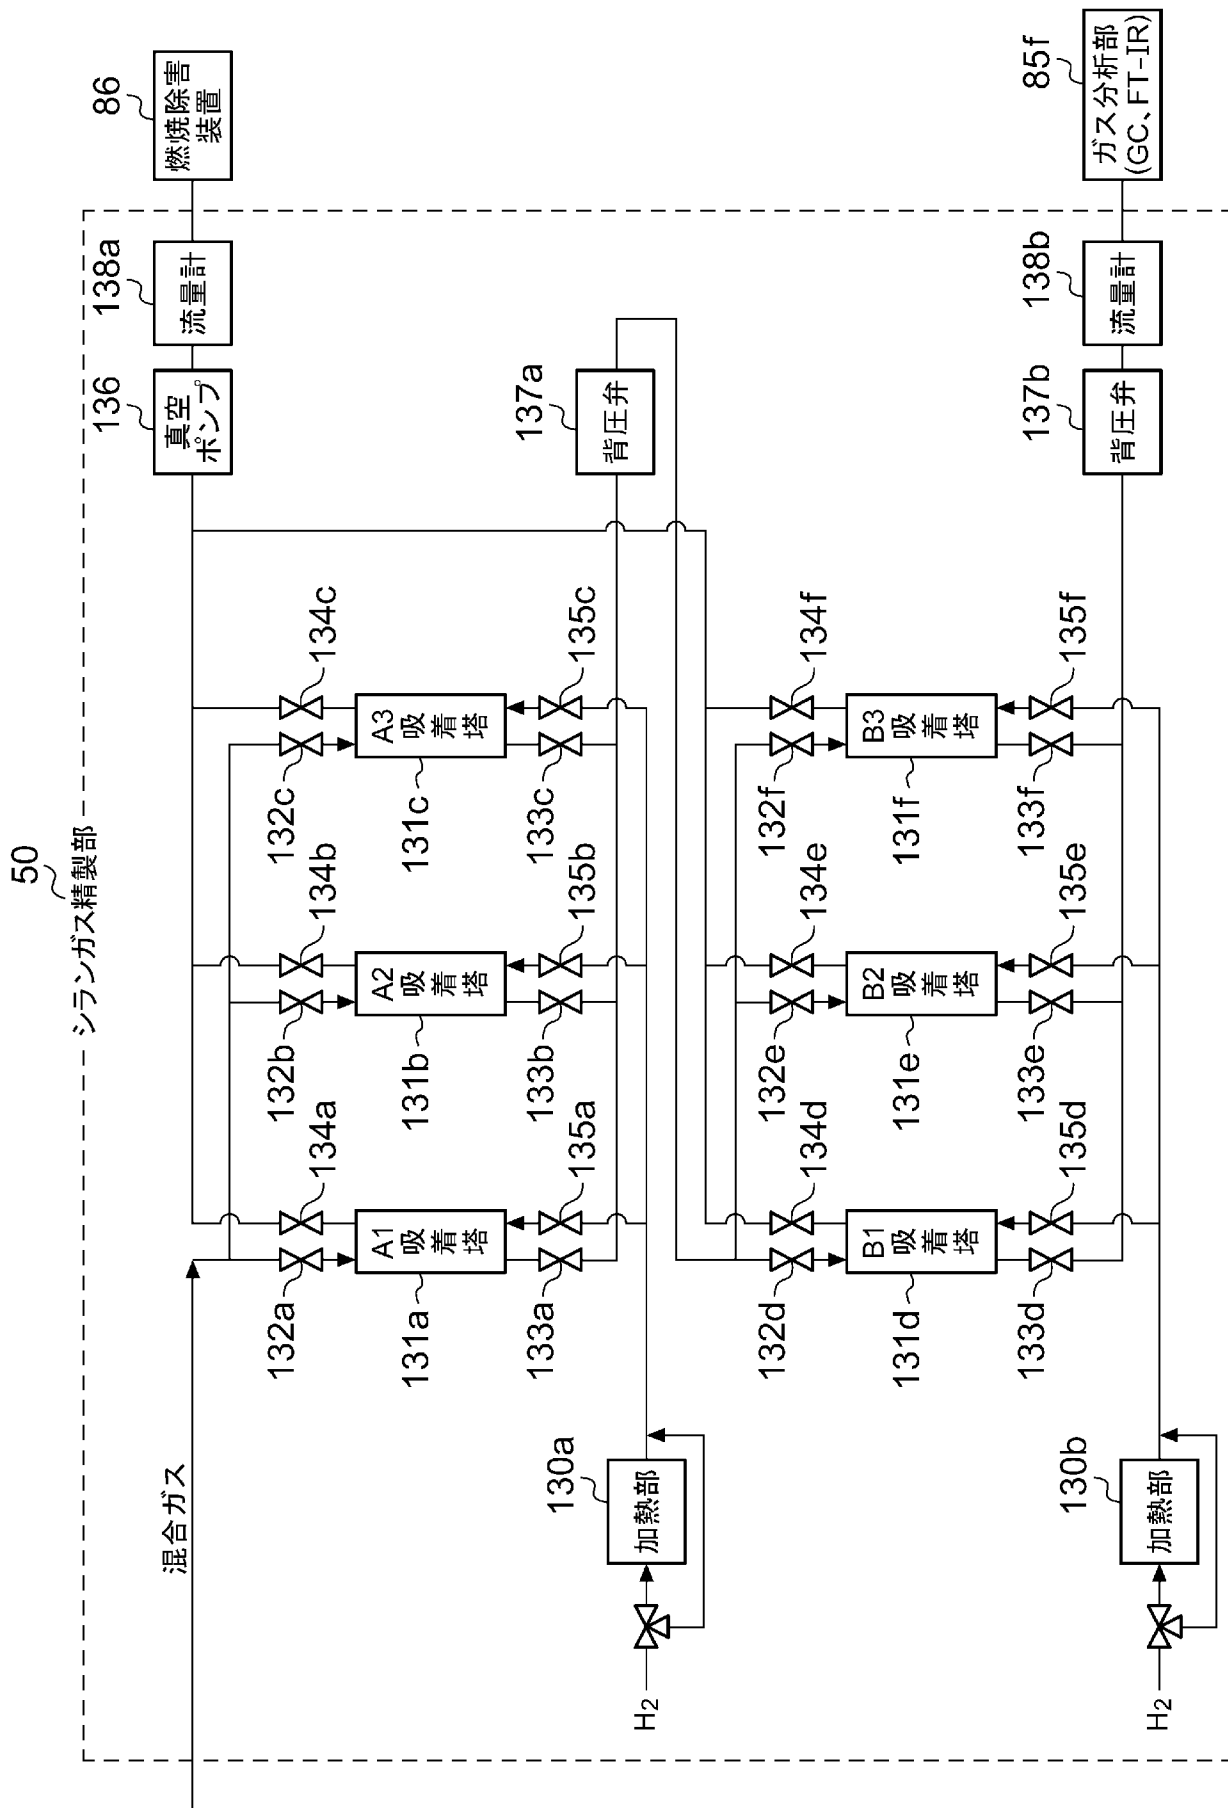 50
シランガス精製部
混合ガス
132a
134a
132b
134b
132c
134c
136
真空
ポンプ
138a
流量計
86
燃焼除害
装置
A1
吸
着
塔
131a
A2
吸
着
塔
131b
A3
吸
着
塔
131c
133a
135a
133b
135b
133c
135c
137a
背圧弁
H2
130a
加熱部
132d
134d
132e
134e
132f
134f
B1
吸
着
塔
131d
B2
吸
着
塔
131e
B3
吸
着
塔
131f
133d
135d
133e
135e
133f
135f
137b
背圧弁
138b
流量計
85f
ガス分析部
(GC、FT-IR)
H2
130b
加熱部